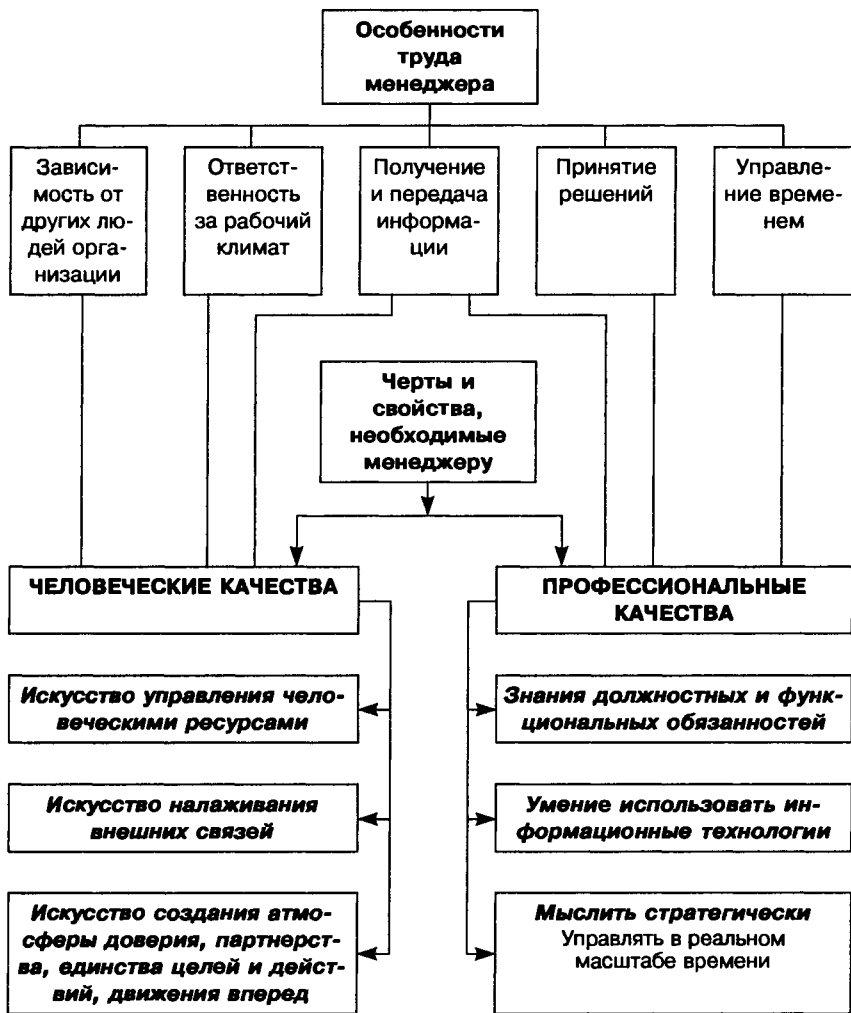 Особенности
труда
менеджера
Зависи-
мость от
других лю-
дей орга-
низации
Ответст-
венность
за рабочий
климат
Получение
и передача
информа-
ции
Принятие
решений
Управле-
ние време-
нем
Черты и
свойства,
необходимые
менеджеру
ЧЕЛОВЕЧЕСКИЕ КАЧЕСТВА
ПРОФЕССИОНАЛЬНЫЕ
КАЧЕСТВА
Искусство управления чело-
веческими ресурсами
Знания должностных и функ-
циональных обязанностей
Искусство налаживания
внешних связей
Умение использовать ин-
формационные технологии
Искусство создания атмо-
сферы доверия, партнерст-
ва, единства целей и дейст-
вий, движения вперед
Мыслить стратегически
Управлять в реальном
масштабе времени